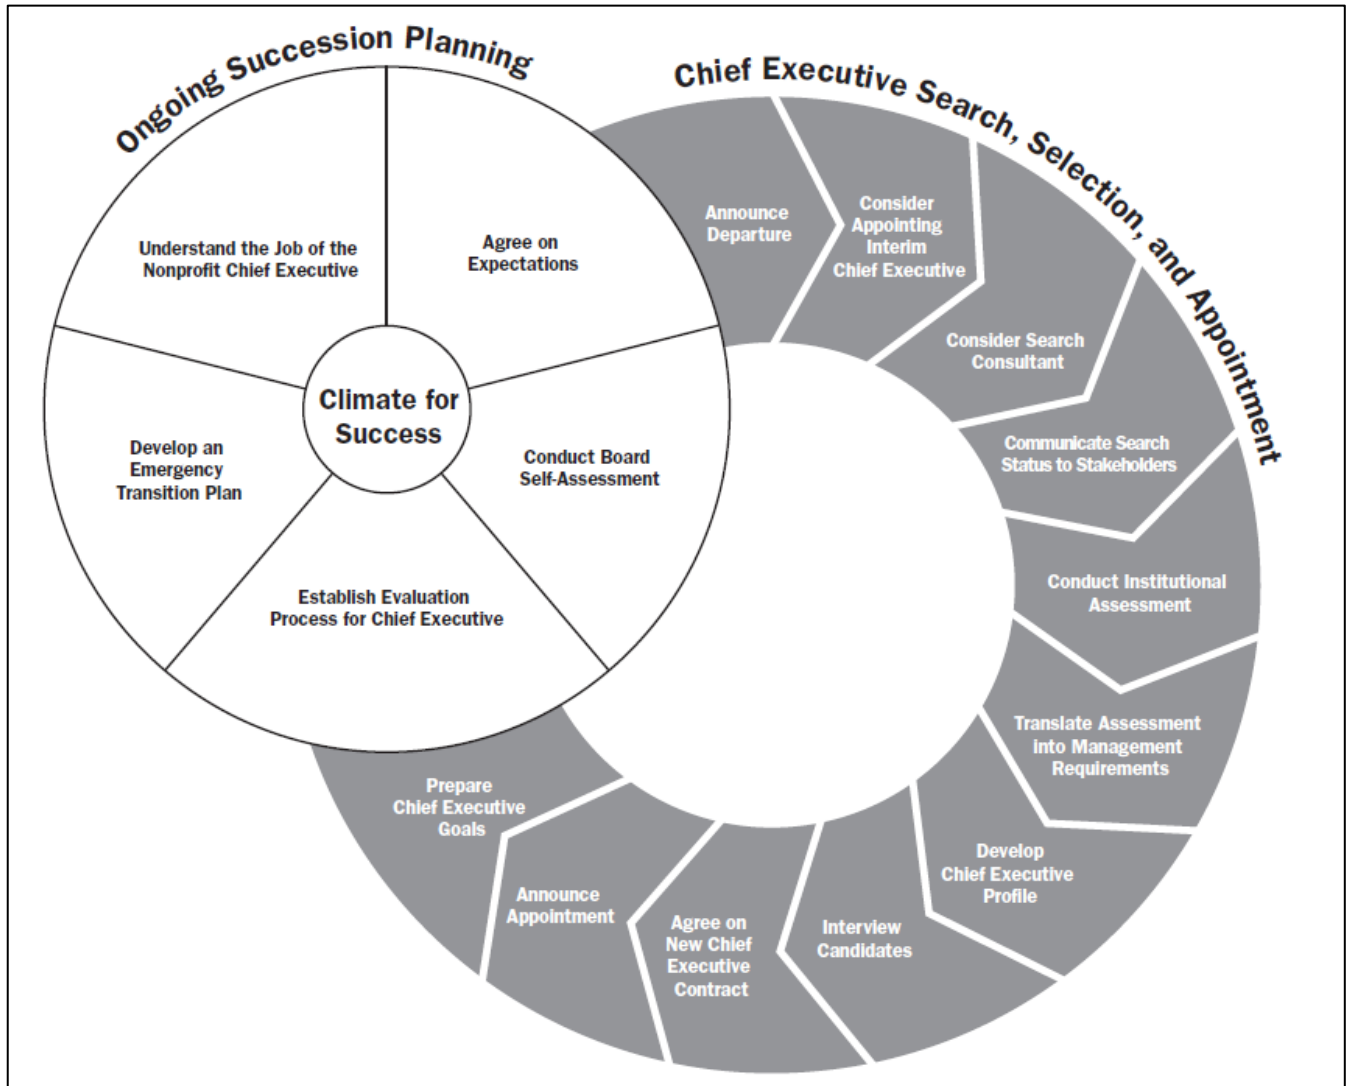 Ongoing Succession Planning
Understand the Job of the
Nonprofit Chief Executive
Agree on
Expectations
Conduct Board
Self-Assessment
Establish Evaluation
Process for Chief Executive
Develop an
Emergency
Transition Plan
Climate for
Success
Chief Executive Search, Selection, and Appointment
Announce
Departure
Consider
Appointing
Interim
Chief Executive
Consider Search
Consultant
Communicate Search
Status to Stakeholders
Conduct Institutional
Assessment
Translate Assessment
into Management
Requirements
Develop
Chief Executive
Profile
Interview
Candidates
Agree on
New Chief
Executive
Contract
Announce
Appointment
Prepare
Chief Executive
Goals